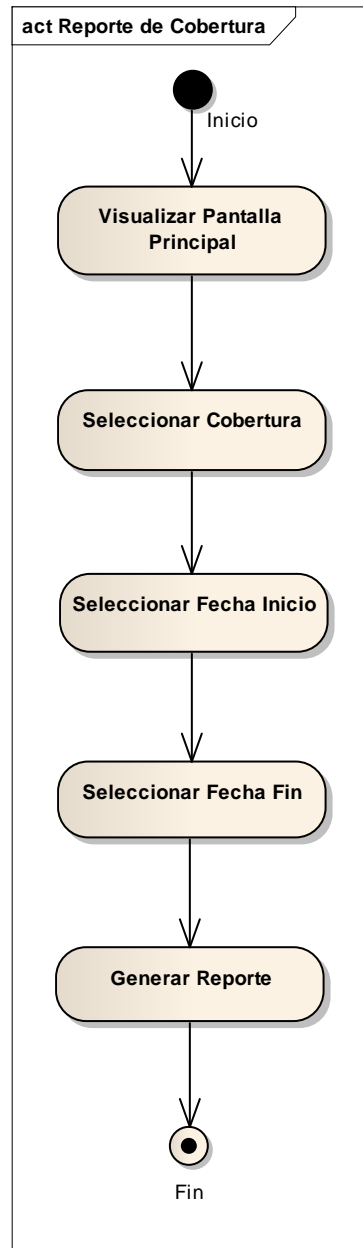 act Reporte de Cobertura
Inicio
Visualizar Pantalla
Principal
Seleccionar Cobertura
Seleccionar Fecha Inicio
Seleccionar Fecha Fin
Generar Reporte
Fin